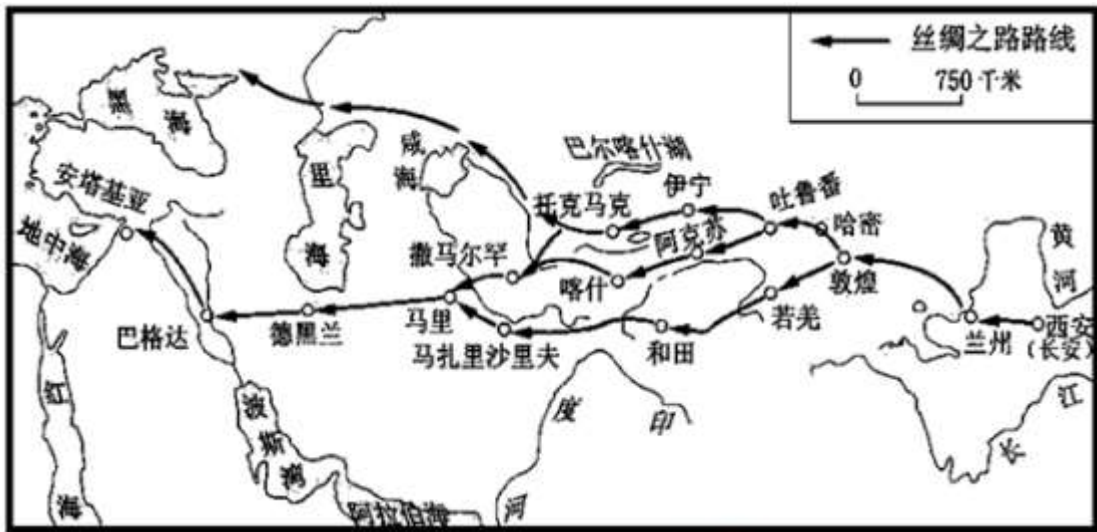 丝绸之路路线
0 750千米
黑海
里海
咸海
巴尔喀什湖
伊宁
吐鲁番
哈密
托克马克
阿克苏
安塔基亚
地中海
撒马尔罕
喀什
敦煌
黄河
马里
德黑兰
巴格达
若羌
兰州
西安
(长安)
马扎里沙里夫
和田
红海
波斯湾
印度河
长江
阿拉伯海